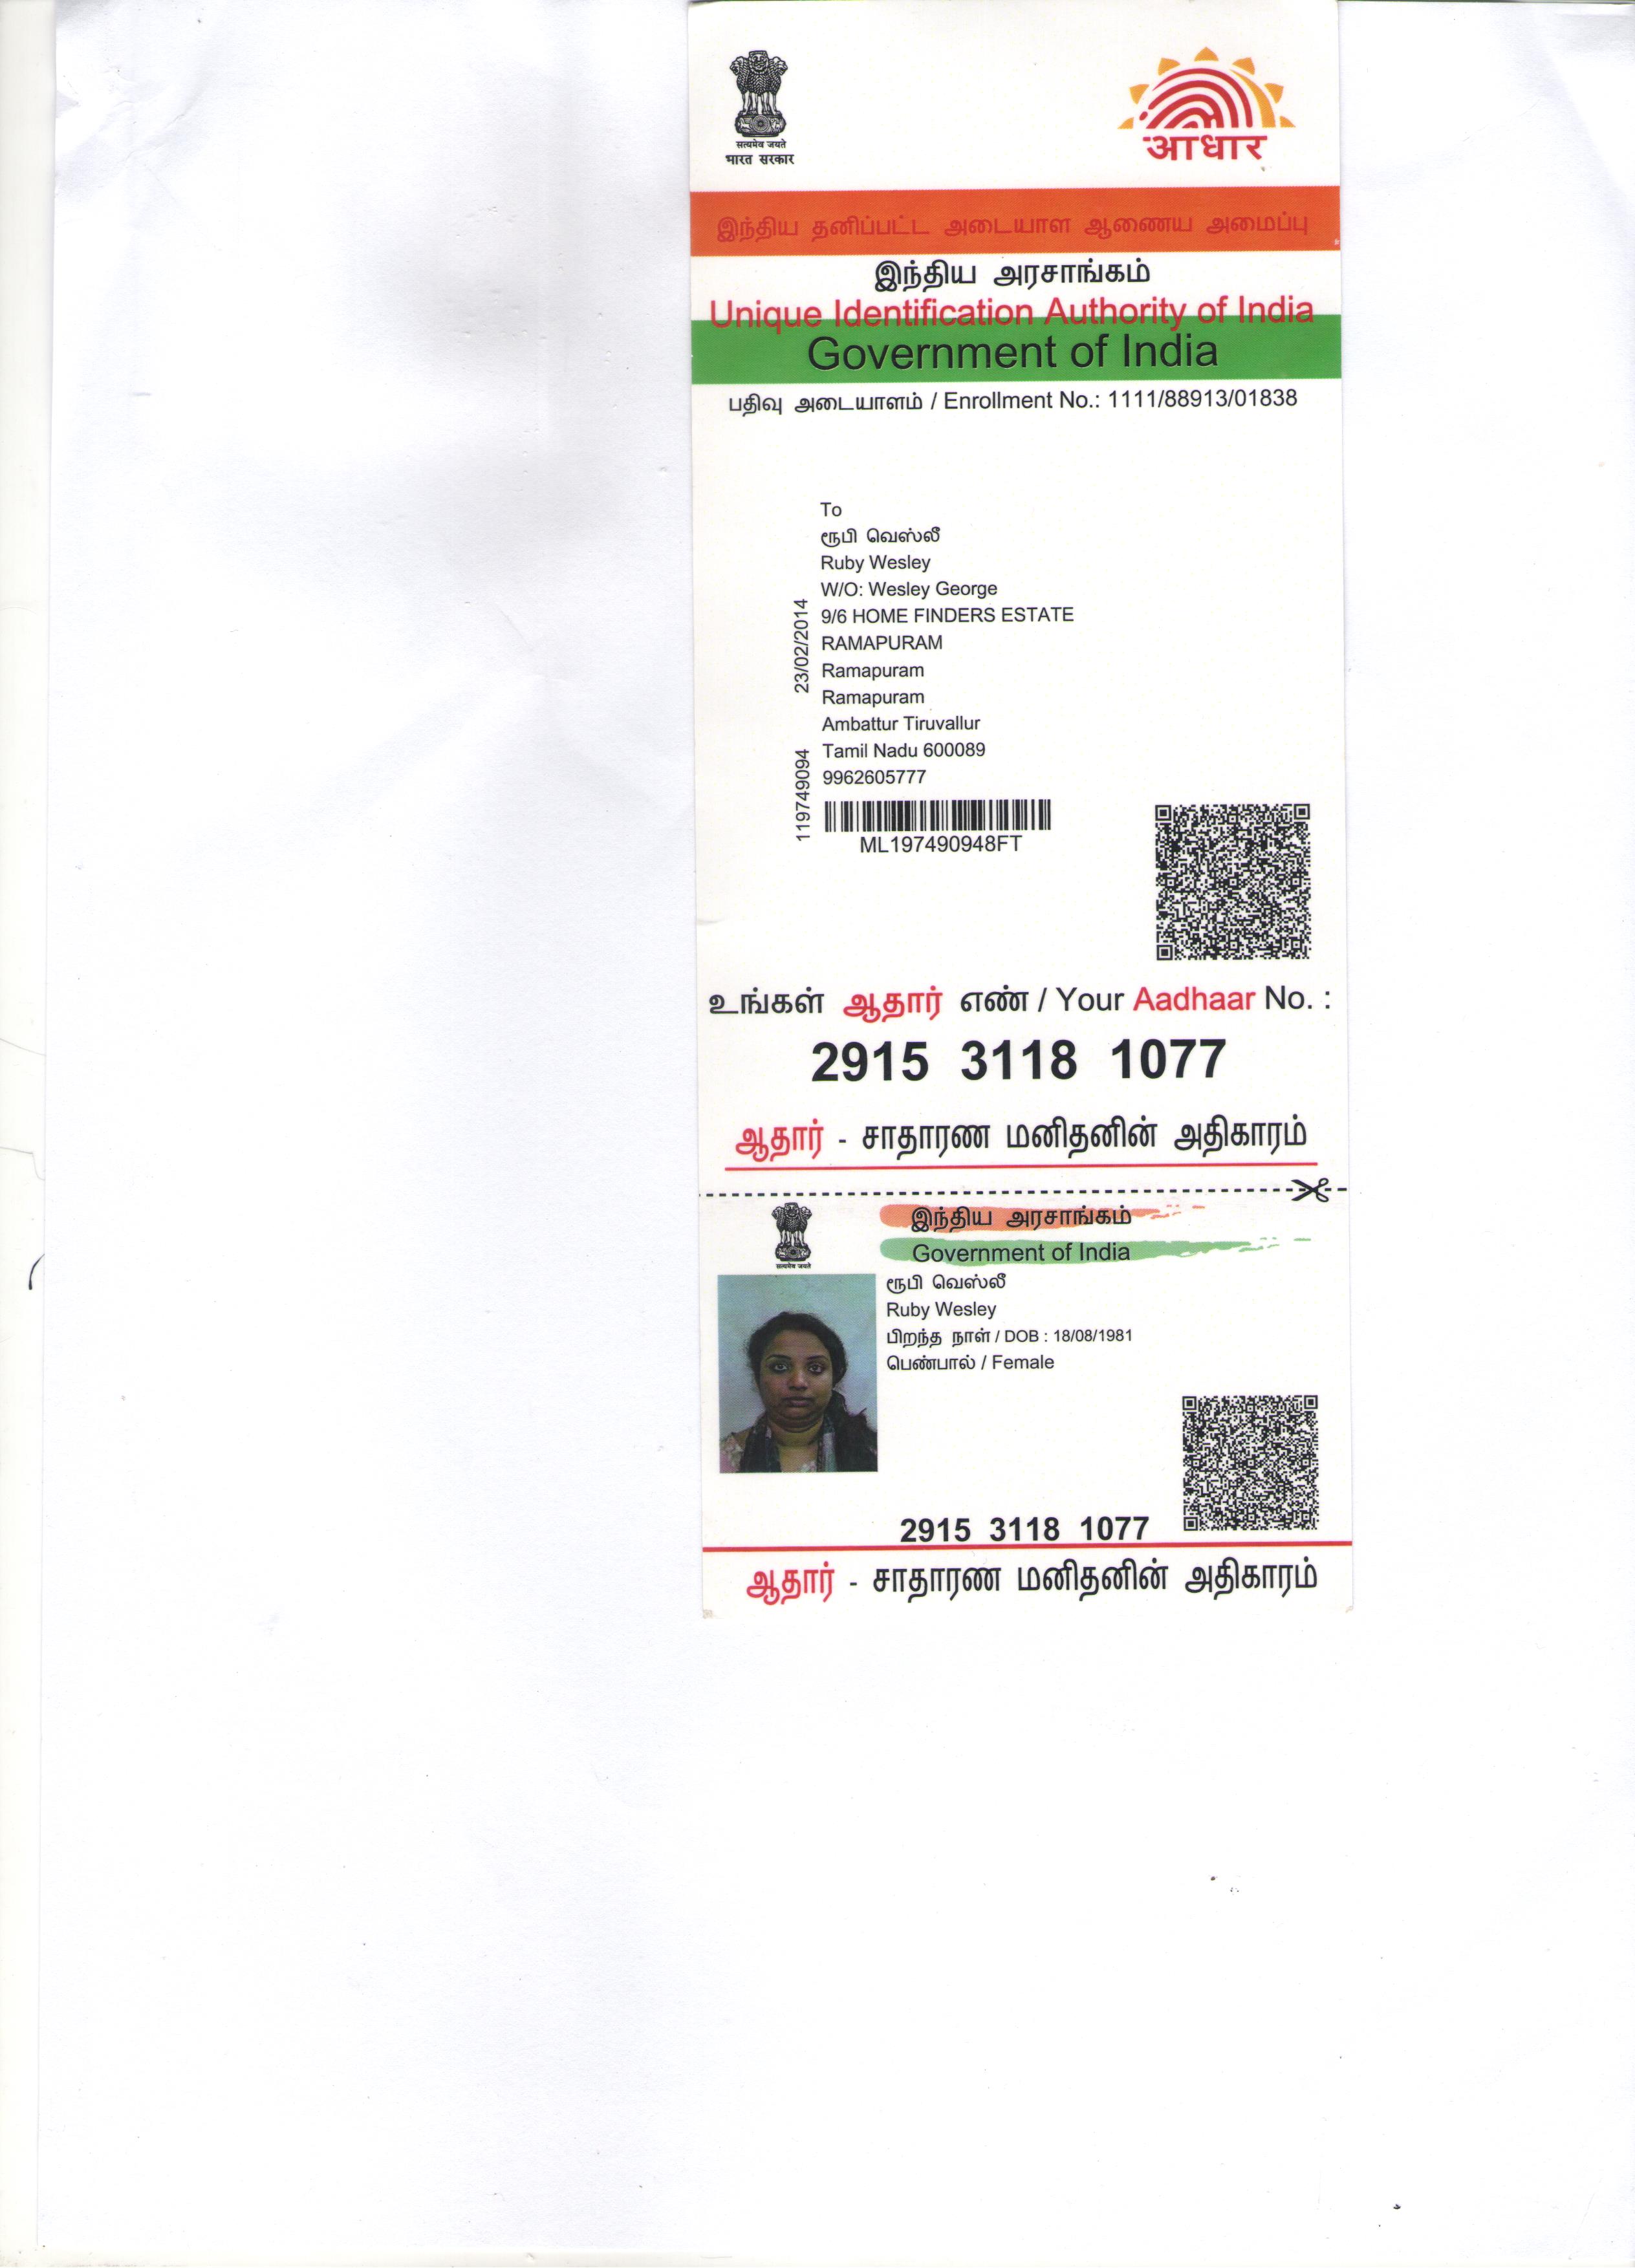 सत्यमेव जयते
भारत सरकार
आधार
இந்திய தனிப்பட்ட அடையாள ஆணைய அமைப்பு
இந்திய அரசாங்கம்
Unique Identification Authority of India
Government of India
பதிவு அடையாளம் / Enrollment No.: 1111/88913/01838
To
ரூபி வெஸ்லீ
Ruby Wesley
W/O: Wesley George
9/6 HOME FINDERS ESTATE
RAMAPURAM
Ramapuram
Ramapuram
Ambattur Tiruvallur
Tamil Nadu 600089
9962605777
23/02/2014
119749094
ML197490948FT
உங்கள் ஆதார் எண் / Your Aadhaar No. :
2915 3118 1077
ஆதார் - சாதாரண மனிதனின் அதிகாரம்
सत्यमेव जयते
இந்திய அரசாங்கம்
Government of India
ரூபி வெஸ்லீ
Ruby Wesley
பிறந்த நாள் / DOB : 18/08/1981
பெண்பால் / Female
2915 3118 1077
ஆதார் - சாதாரண மனிதனின் அதிகாரம்